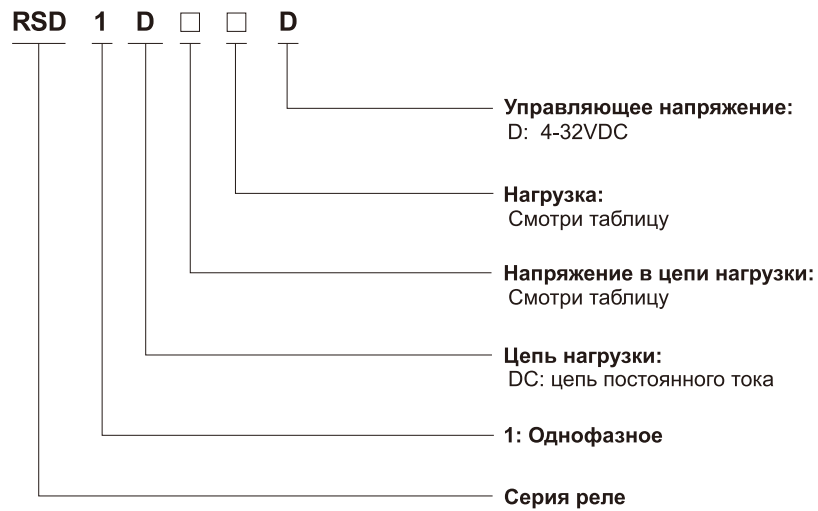 RSD 1 D □ □ D
Управляющее напряжение:
D: 4-32VDC
Нагрузка:
Смотри таблицу
Напряжение в цепи нагрузки:
Смотри таблицу
Цепь нагрузки:
DC: цепь постоянного тока
1: Однофазное
Серия реле